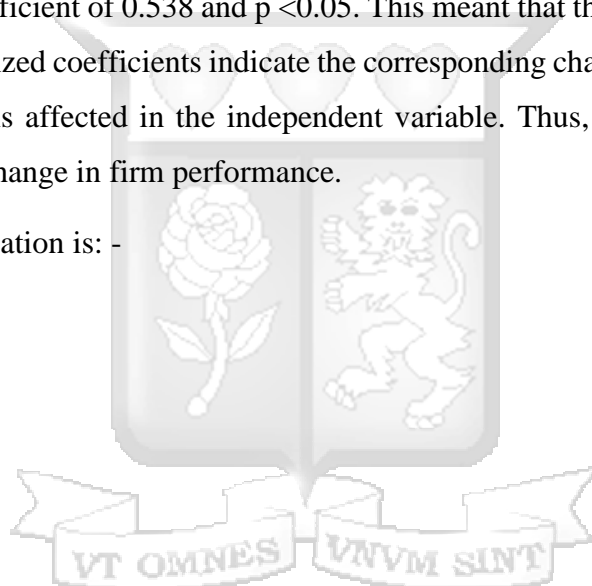 efficient of 0.538 and p <0.05. This meant that th
ized coefficients indicate the corresponding cha
s affected in the independent variable. Thus,
hange in firm performance.
ation is: -
VT OMNES VNVM SINT